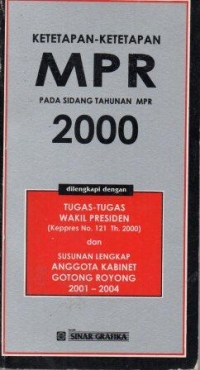 KETETAPAN-KETETAPAN
MPR
PADA SIDANG TAHUNAN MPR
2000
dilengkapi dengan
TUGAS-TUGAS
WAKIL PRESIDEN
(Keppres No. 121 Th. 2000)
dan
SUSUNAN LENGKAP
ANGGOTA KABINET
GOTONG ROYONG
2001 – 2004
SINAR GRAFIKA